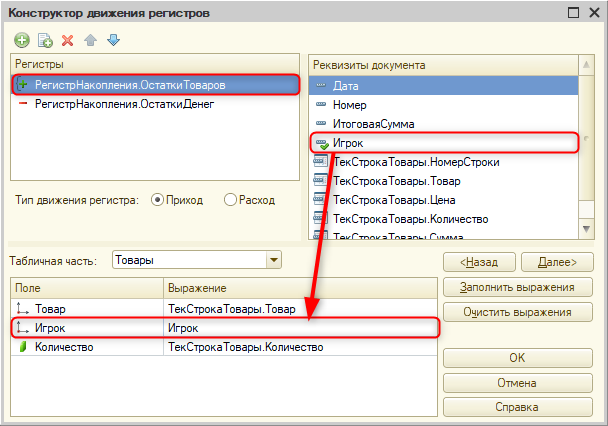 Конструктор движения регистров
Регистры
РегистрНакопления.ОстаткиТоваров
РегистрНакопления.ОстаткиДенег
Реквизиты документа
Дата
Номер
ИтоговаяСумма
Игрок
ТекСтрокаТовары.НомерСтроки
ТекСтрокаТовары.Товар
ТекСтрокаТовары.Цена
ТекСтрокаТовары.Количество
ТекСтрокаТовары.Сумма
Тип движения регистра: Приход Расход
Табличная часть: Товары
<Назад Далее>
Заполнить выражения
Очистить выражения
Поле Выражение
Товар ТекСтрокаТовары.Товар
Игрок Игрок
Количество ТекСтрокаТовары.Количество
OK
Отмена
Справка